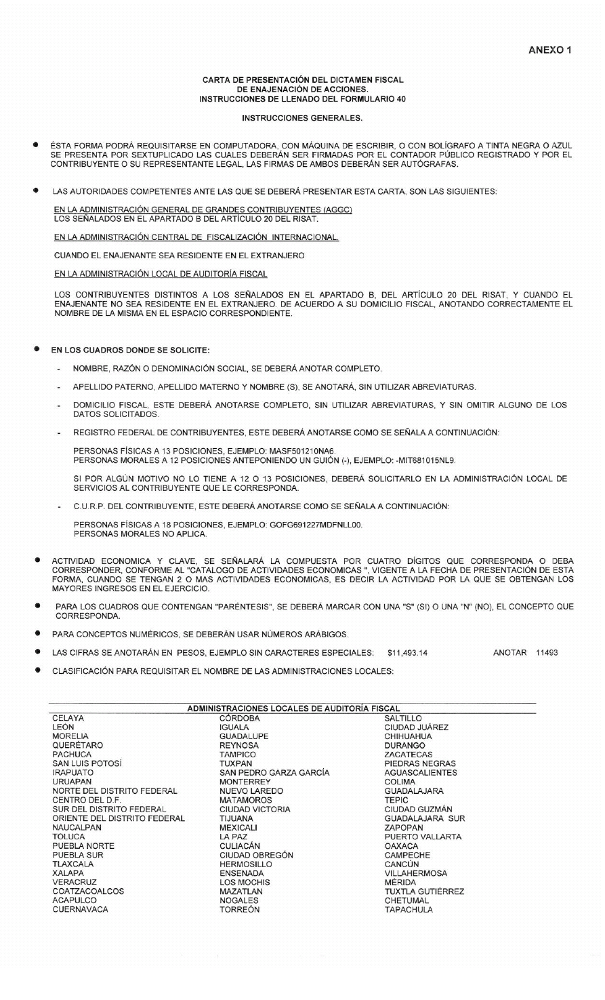 ANEXO 1
CARTA DE PRESENTACIÓN DEL DICTAMEN FISCAL
DE ENAJENACIÓN DE ACCIONES.
INSTRUCCIONES DE LLENADO DEL FORMULARIO 40
INSTRUCCIONES GENERALES.
● ÉSTA FORMA PODRÁ REQUISITARSE EN COMPUTADORA, CON MÁQUINA DE ESCRIBIR, O CON BOLÍGRAFO A TINTA NEGRA O AZUL
SE PRESENTA POR SEXTUPLICADO LAS CUALES DEBERÁN SER FIRMADAS POR EL CONTADOR PÚBLICO REGISTRADO Y POR EL
CONTRIBUYENTE O SU REPRESENTANTE LEGAL, LAS FIRMAS DE AMBOS DEBERÁN SER AUTÓGRAFAS.
● LAS AUTORIDADES COMPETENTES ANTE LAS QUE SE DEBERÁ PRESENTAR ESTA CARTA, SON LAS SIGUIENTES:
EN LA ADMINISTRACIÓN GENERAL DE GRANDES CONTRIBUYENTES (AGGC)
LOS SEÑALADOS EN EL APARTADO B DEL ARTÍCULO 20 DEL RISAT.
EN LA ADMINISTRACIÓN CENTRAL DE FISCALIZACIÓN INTERNACIONAL.
CUANDO EL ENAJENANTE SEA RESIDENTE EN EL EXTRANJERO
EN LA ADMINISTRACIÓN LOCAL DE AUDITORÍA FISCAL
LOS CONTRIBUYENTES DISTINTOS A LOS SEÑALADOS EN EL APARTADO B, DEL ARTÍCULO 20 DEL RISAT, Y CUANDO EL
ENAJENANTE NO SEA RESIDENTE EN EL EXTRANJERO. DE ACUERDO A SU DOMICILIO FISCAL, ANOTANDO CORRECTAMENTE EL
NOMBRE DE LA MISMA EN EL ESPACIO CORRESPONDIENTE.
● EN LOS CUADROS DONDE SE SOLICITE:
- NOMBRE, RAZÓN O DENOMINACIÓN SOCIAL, SE DEBERÁ ANOTAR COMPLETO.
- APELLIDO PATERNO, APELLIDO MATERNO Y NOMBRE (S), SE ANOTARÁ, SIN UTILIZAR ABREVIATURAS.
- DOMICILIO FISCAL, ESTE DEBERÁ ANOTARSE COMPLETO, SIN UTILIZAR ABREVIATURAS, Y SIN OMITIR ALGUNO DE LOS
DATOS SOLICITADOS.
- REGISTRO FEDERAL DE CONTRIBUYENTES, ESTE DEBERÁ ANOTARSE COMO SE SEÑALA A CONTINUACIÓN:
PERSONAS FÍSICAS A 13 POSICIONES, EJEMPLO: MASF501210NA6.
PERSONAS MORALES A 12 POSICIONES ANTEPONIENDO UN GUIÓN (-), EJEMPLO: -MIT681015NL9.
SI POR ALGÚN MOTIVO NO LO TIENE A 12 O 13 POSICIONES, DEBERÁ SOLICITARLO EN LA ADMINISTRACIÓN LOCAL DE
SERVICIOS AL CONTRIBUYENTE QUE LE CORRESPONDA.
- C.U.R.P. DEL CONTRIBUYENTE, ESTE DEBERÁ ANOTARSE COMO SE SEÑALA A CONTINUACIÓN:
PERSONAS FÍSICAS A 18 POSICIONES, EJEMPLO: GOFG691227MDFNLL00.
PERSONAS MORALES NO APLICA.
● ACTIVIDAD ECONOMICA Y CLAVE, SE SEÑALARÁ LA COMPUESTA POR CUATRO DÍGITOS QUE CORRESPONDA O DEBA
CORRESPONDER, CONFORME AL "CATALOGO DE ACTIVIDADES ECONOMICAS ", VIGENTE A LA FECHA DE PRESENTACIÓN DE ESTA
FORMA, CUANDO SE TENGAN 2 O MAS ACTIVIDADES ECONOMICAS, ES DECIR LA ACTIVIDAD POR LA QUE SE OBTENGAN LOS
MAYORES INGRESOS EN EL EJERCICIO.
● PARA LOS CUADROS QUE CONTENGAN "PARÉNTESIS", SE DEBERÁ MARCAR CON UNA "S" (SI) O UNA "N" (NO), EL CONCEPTO QUE
CORRESPONDA.
● PARA CONCEPTOS NUMÉRICOS, SE DEBERÁN USAR NÚMEROS ARÁBIGOS.
● LAS CIFRAS SE ANOTARÁN EN PESOS, EJEMPLO SIN CARACTERES ESPECIALES: $11,493.14 ANOTAR 11493
● CLASIFICACIÓN PARA REQUISITAR EL NOMBRE DE LAS ADMINISTRACIONES LOCALES:
ADMINISTRACIONES LOCALES DE AUDITORÍA FISCAL
CELAYA CÓRDOBA SALTILLO
LEÓN IGUALA CIUDAD JUÁREZ
MORELIA GUADALUPE CHIHUAHUA
QUERÉTARO REYNOSA DURANGO
PACHUCA TAMPICO ZACATECAS
SAN LUIS POTOSÍ TUXPAN PIEDRAS NEGRAS
IRAPUATO SAN PEDRO GARZA GARCÍA AGUASCALIENTES
URUAPAN MONTERREY COLIMA
NORTE DEL DISTRITO FEDERAL NUEVO LAREDO GUADALAJARA
CENTRO DEL D.F. MATAMOROS TEPIC
SUR DEL DISTRITO FEDERAL CIUDAD VICTORIA CIUDAD GUZMÁN
ORIENTE DEL DISTRITO FEDERAL TIJUANA GUADALAJARA SUR
NAUCALPAN MEXICALI ZAPOPAN
TOLUCA LA PAZ PUERTO VALLARTA
PUEBLA NORTE CULIACÁN OAXACA
PUEBLA SUR CIUDAD OBREGÓN CAMPECHE
TLAXCALA HERMOSILLO CANCÚN
XALAPA ENSENADA VILLAHERMOSA
VERACRUZ LOS MOCHIS MÉRIDA
COATZACOALCOS MAZATLAN TUXTLA GUTIÉRREZ
ACAPULCO NOGALES CHETUMAL
CUERNAVACA TORREÓN TAPACHULA